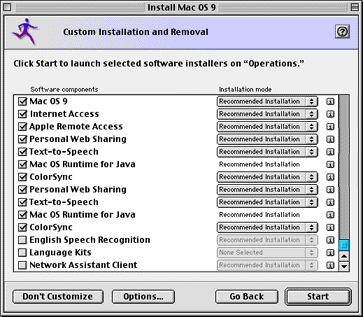 Install Mac OS 9
Custom Installation and Removal
Click Start to launch selected software installers on “Operations.”
Software components Installation mode
Mac OS 9 Recommended Installation
Internet Access Recommended Installation
Apple Remote Access Recommended Installation
Personal Web Sharing Recommended Installation
Text-to-Speech Recommended Installation
Mac OS Runtime for Java Recommended Installation
ColorSync Recommended Installation
Personal Web Sharing Recommended Installation
Text-to-Speech Recommended Installation
Mac OS Runtime for Java Recommended Installation
ColorSync Recommended Installation
English Speech Recognition Recommended Installation
Language Kits None Selected
Network Assistant Client Recommended Installation
Don't Customize Options... Go Back Start